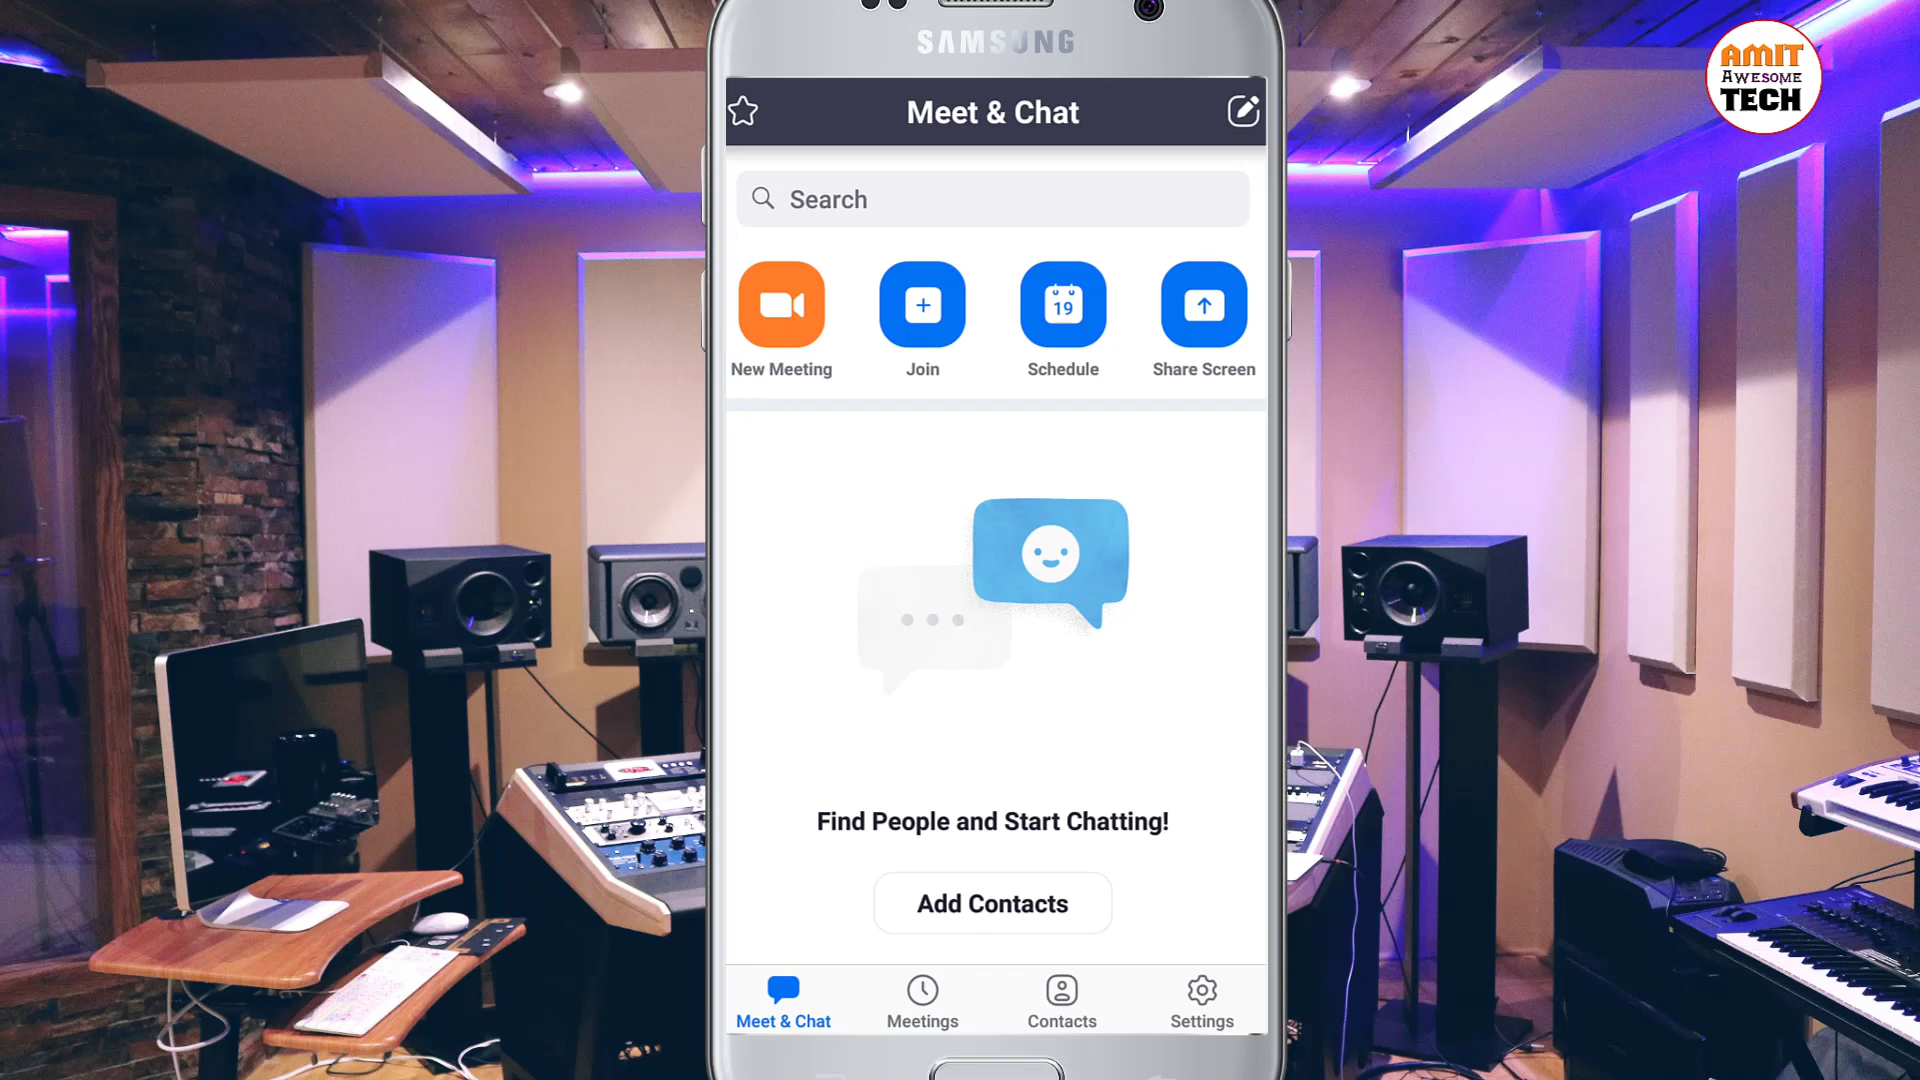 SAMSUNG
Meet & Chat
Search
19
New Meeting
Join
Schedule
Share Screen
Find People and Start Chatting!
Add Contacts
Meet & Chat
Meetings
Contacts
Settings
AMIT
AWESOME
TECH